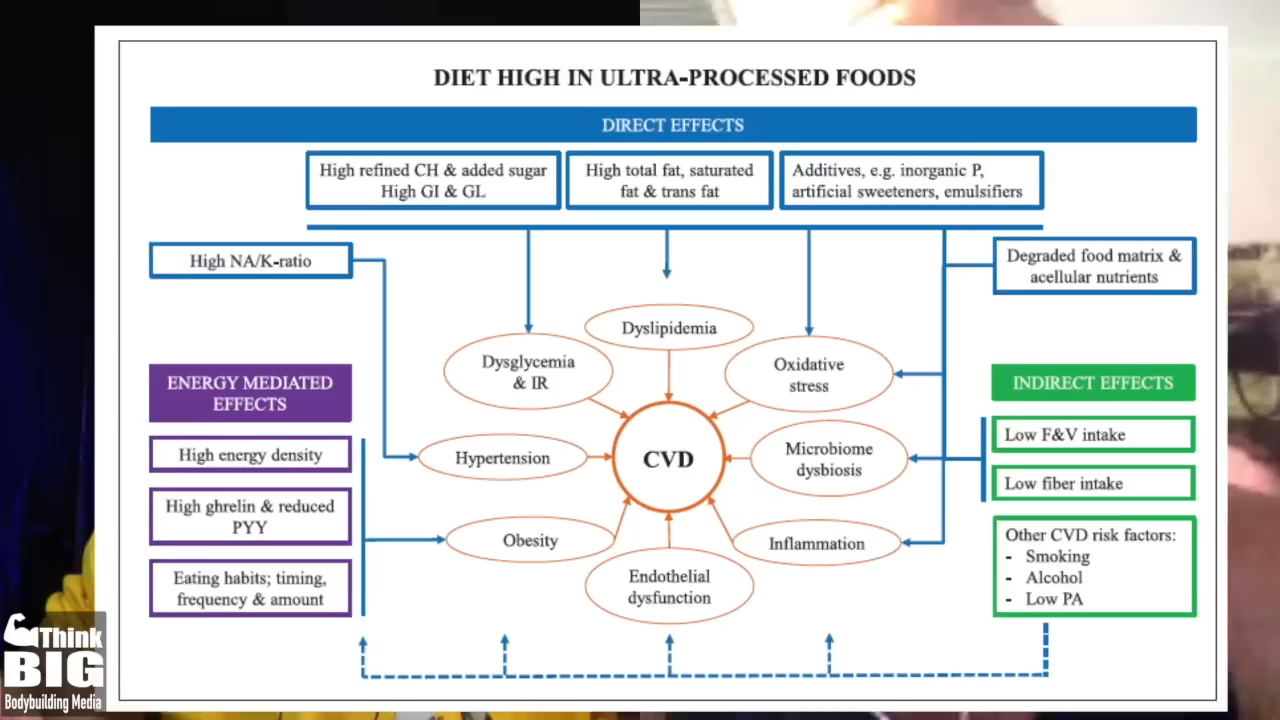 DIET HIGH IN ULTRA-PROCESSED FOODS
DIRECT EFFECTS
High refined CH & added sugar
High GI & GL
High total fat, saturated
fat & trans fat
Additives, e.g. inorganic P,
artificial sweeteners, emulsifiers
High NA/K-ratio
Degraded food matrix &
acellular nutrients
Dyslipidemia
Dysglycemia
& IR
Oxidative
stress
ENERGY MEDIATED
EFFECTS
INDIRECT EFFECTS
High energy density
Hypertension
CVD
Microbiome
dysbiosis
Low F&V intake
Low fiber intake
High ghrelin & reduced
PYY
Obesity
Inflammation
Other CVD risk factors:
- Smoking
- Alcohol
- Low PA
Eating habits; timing,
frequency & amount
Endothelial
dysfunction
Think
BIG
Bodybuilding Media